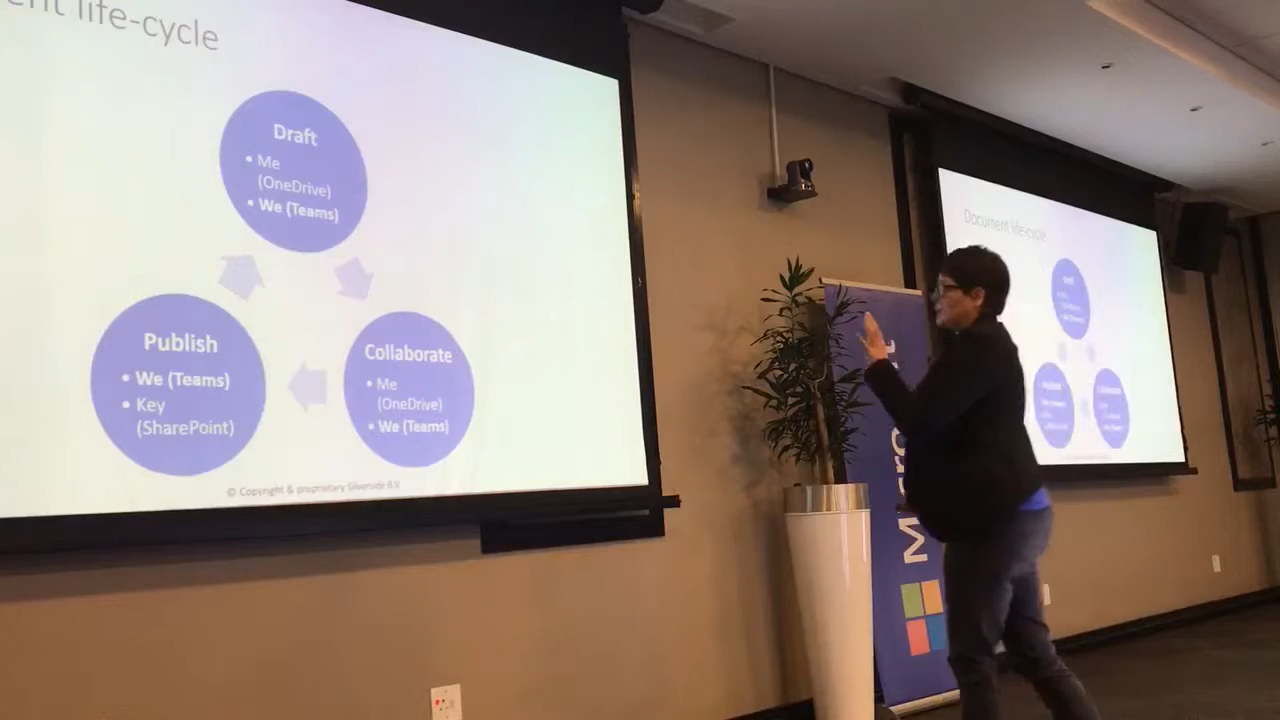 ent life-cycle
Draft
• Me
(OneDrive)
• We (Teams)
Publish
• We (Teams)
• Key
(SharePoint)
Collaborate
• Me
(OneDrive)
• We (Teams)
© Copyright & proprietary Silverside B.V.
Document life-cycle